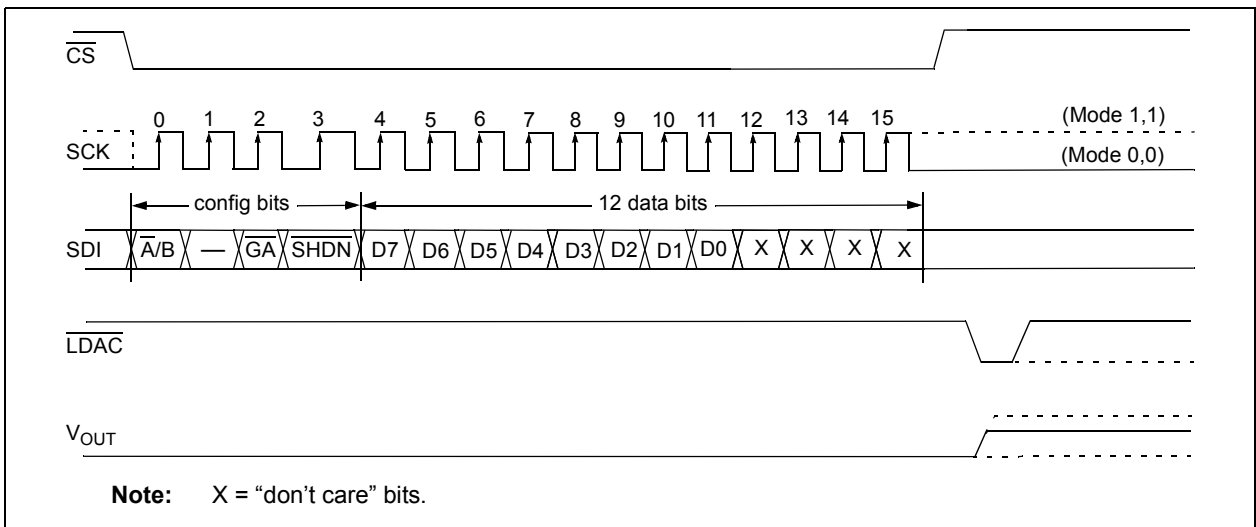 CS
0 1 2 3 4 5 6 7 8 9 10 11 12 13 14 15 (Mode 1,1)
SCK (Mode 0,0)
config bits 12 data bits
SDI A/B — GA SHDN D7 D6 D5 D4 D3 D2 D1 D0 X X X X
LDAC
VOUT
Note: X = “don’t care” bits.